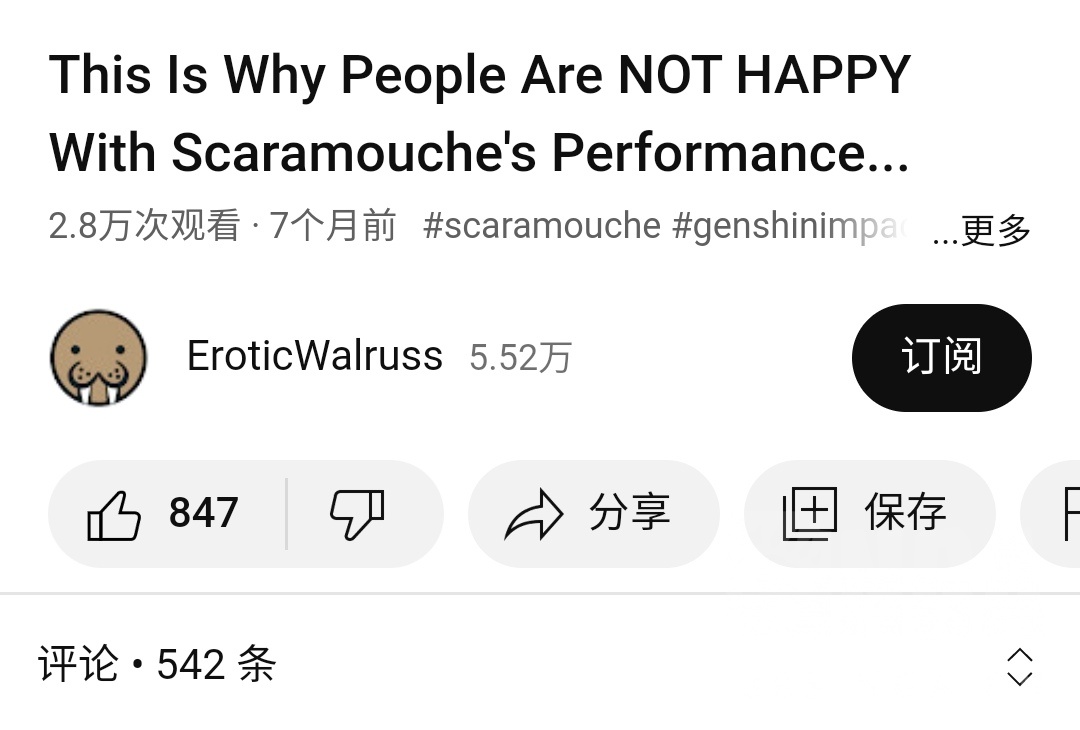 This Is Why People Are NOT HAPPY
With Scaramouche's Performance...
2.8万次观看 · 7个月前 #scaramouche #genshinimpac ...更多
EroticWalruss 5.52万 订阅
847 分享 保存
评论 • 542 条